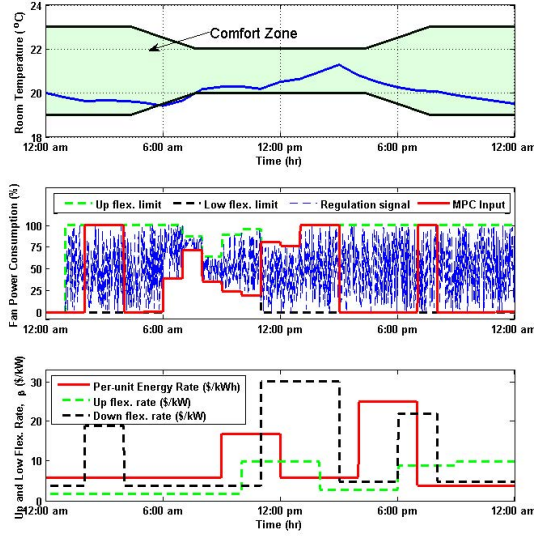 24
22
20
18
Room Temperature (°C)
Comfort Zone
12:00 am 6:00 am 12:00 pm 6:00 pm 12:00 am
Time (hr)
Up flex. limit Low flex. limit Regulation signal MPC Input
100
75
50
25
0
Fan Power Consumption (%)
12:00 am 6:00 am 12:00 pm 6:00 pm 12:00 am
Time (hr)
30
20
10
0
Up and Low Flex. Rate, β ($/kW)
Per-unit Energy Rate ($/kWh)
Up flex. rate ($/kW)
Down flex. rate ($/kW)
12:00 am 6:00 am 12:00 pm 6:00 pm 12:00 am
Time (hr)